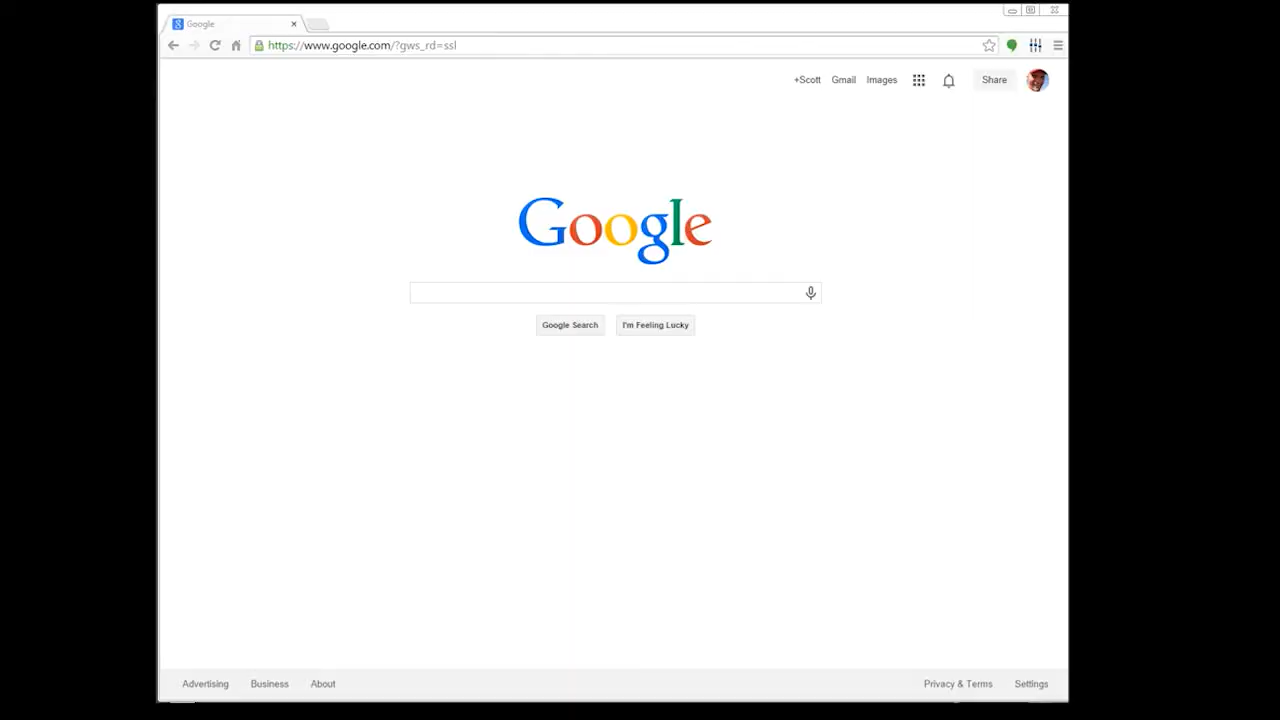 Google
https://www.google.com/?gws_rd=ssl
+Scott Gmail Images Share
Google
Google Search I'm Feeling Lucky
Advertising Business About Privacy & Terms Settings